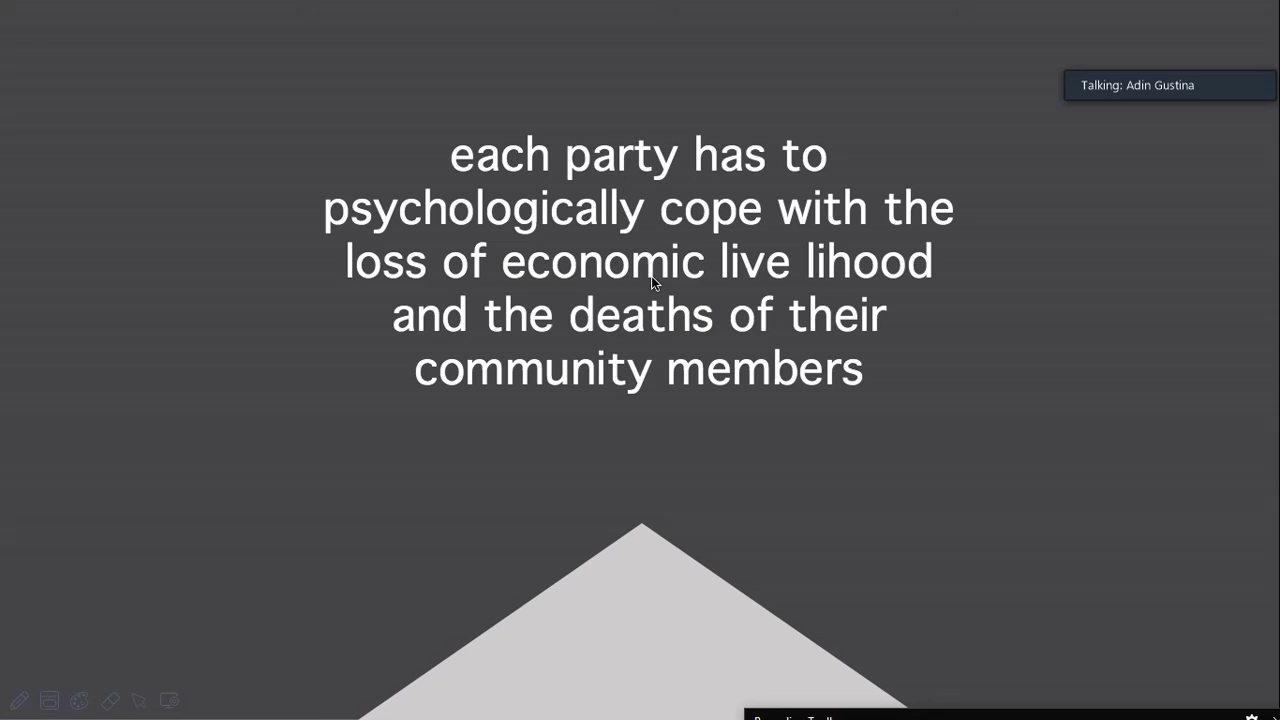 Talking: Adin Gustina
each party has to
psychologically cope with the
loss of economic live lihood
and the deaths of their
community members